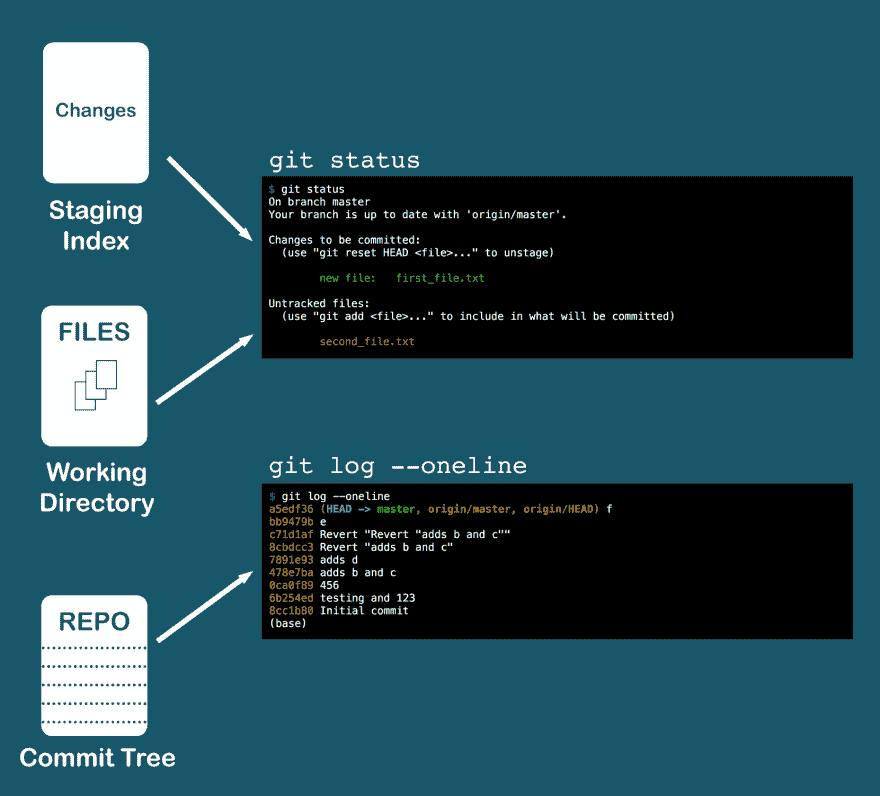 Changes
Staging
Index
FILES
Working
Directory
REPO
Commit Tree
git status
$ git status
On branch master
Your branch is up to date with 'origin/master'.
Changes to be committed:
(use "git reset HEAD <file>..." to unstage)
new file:   first_file.txt
Untracked files:
(use "git add <file>..." to include in what will be committed)
second_file.txt
git log --oneline
$ git log --oneline
a5edf36 (HEAD -> master, origin/master, origin/HEAD) f
bb9479b e
c71d1af Revert "Revert "adds b and c""
8cbdcc3 Revert "adds b and c"
7891e93 adds d
478e7ba adds b and c
0ca0f89 456
6b254ed testing and 123
8cc1b80 Initial commit
(base)